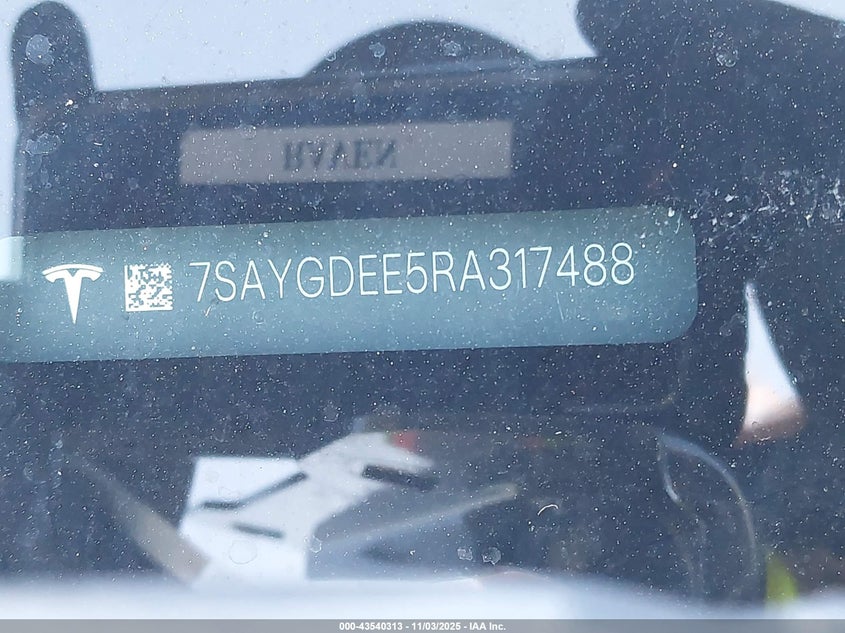 7SAYGDEE5RA317488
000-43540313 - 11/03/2025 - IAA Inc.